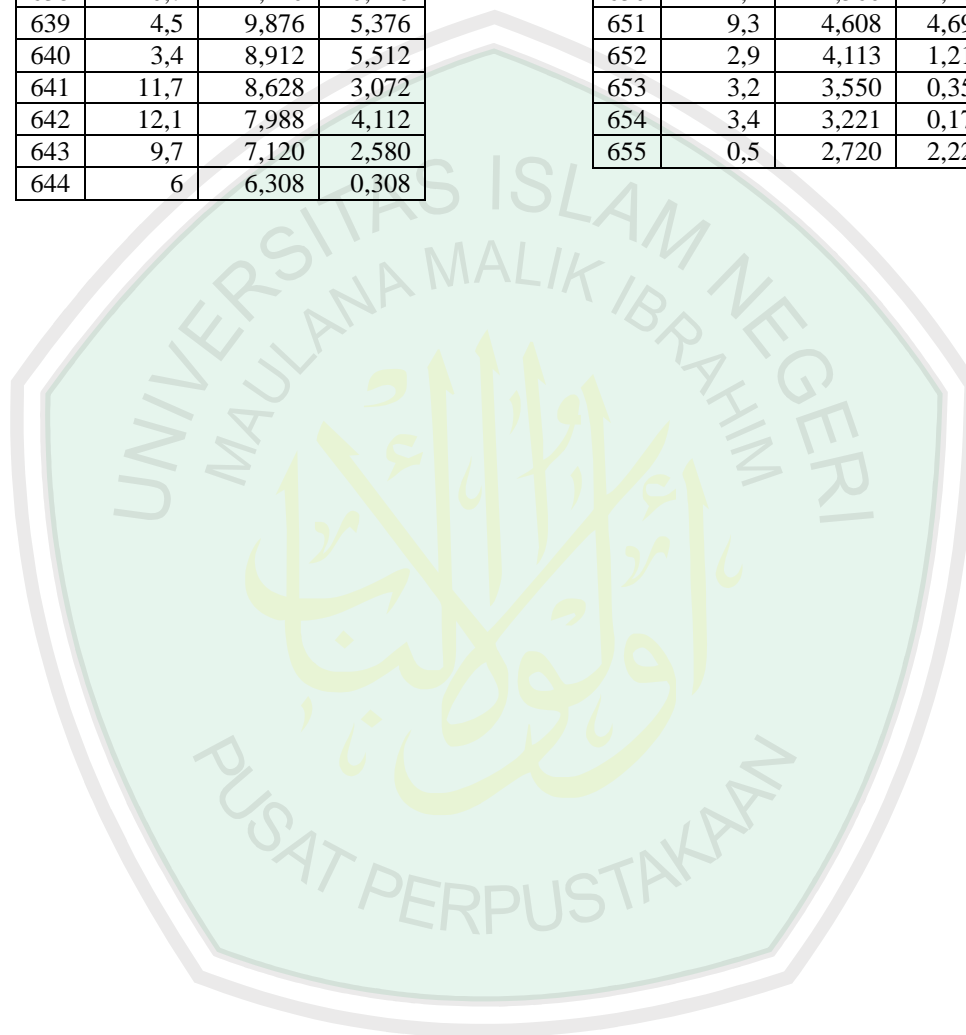 639 4,5 9,876 5,376
640 3,4 8,912 5,512
641 11,7 8,628 3,072
642 12,1 7,988 4,112
643 9,7 7,120 2,580
644 6 6,308 0,308
651 9,3 4,608
652 2,9 4,113
653 3,2 3,550
654 3,4 3,221
655 0,5 2,720
UNIVERSITAS ISLAM NEGERI
MAULANA MALIK IBRAHIM
أولوا الألباب
PUSAT PERPUSTAKAAN